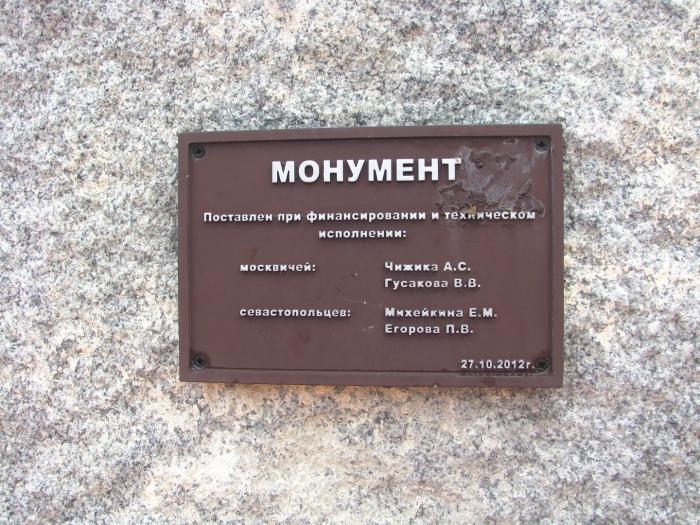 МОНУМЕНТ
Поставлен при финансировании и техническом
исполнении:
москвичей: Чижика А.С.
Гусакова В.В.
севастопольцев: Михейкина Е.М.
Егорова П.В.
27.10.2012г.